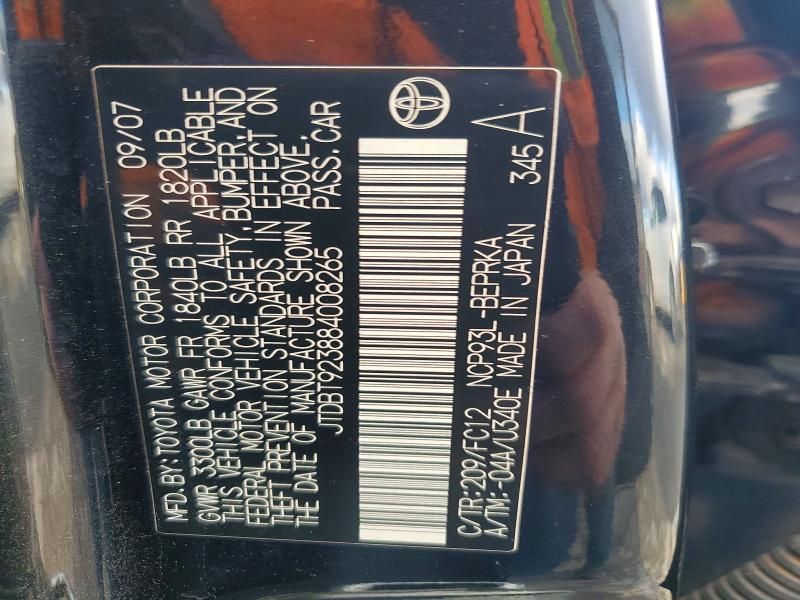 MFD. BY: TOYOTA MOTOR CORPORATION 09/07
GVWR 3300LB GAWR FR 1840LB RR 1820LB
THIS VEHICLE CONFORMS TO ALL APPLICABLE
FEDERAL MOTOR VEHICLE SAFETY, BUMPER, AND
THEFT PREVENTION STANDARDS IN EFFECT ON
THE DATE OF MANUFACTURE SHOWN ABOVE.
JTDBT923884008265 PASS. CAR
C/TR:209/FC12 NCP93L-BEPRKA 345 A
A/TM:-04A/U340E MADE IN JAPAN